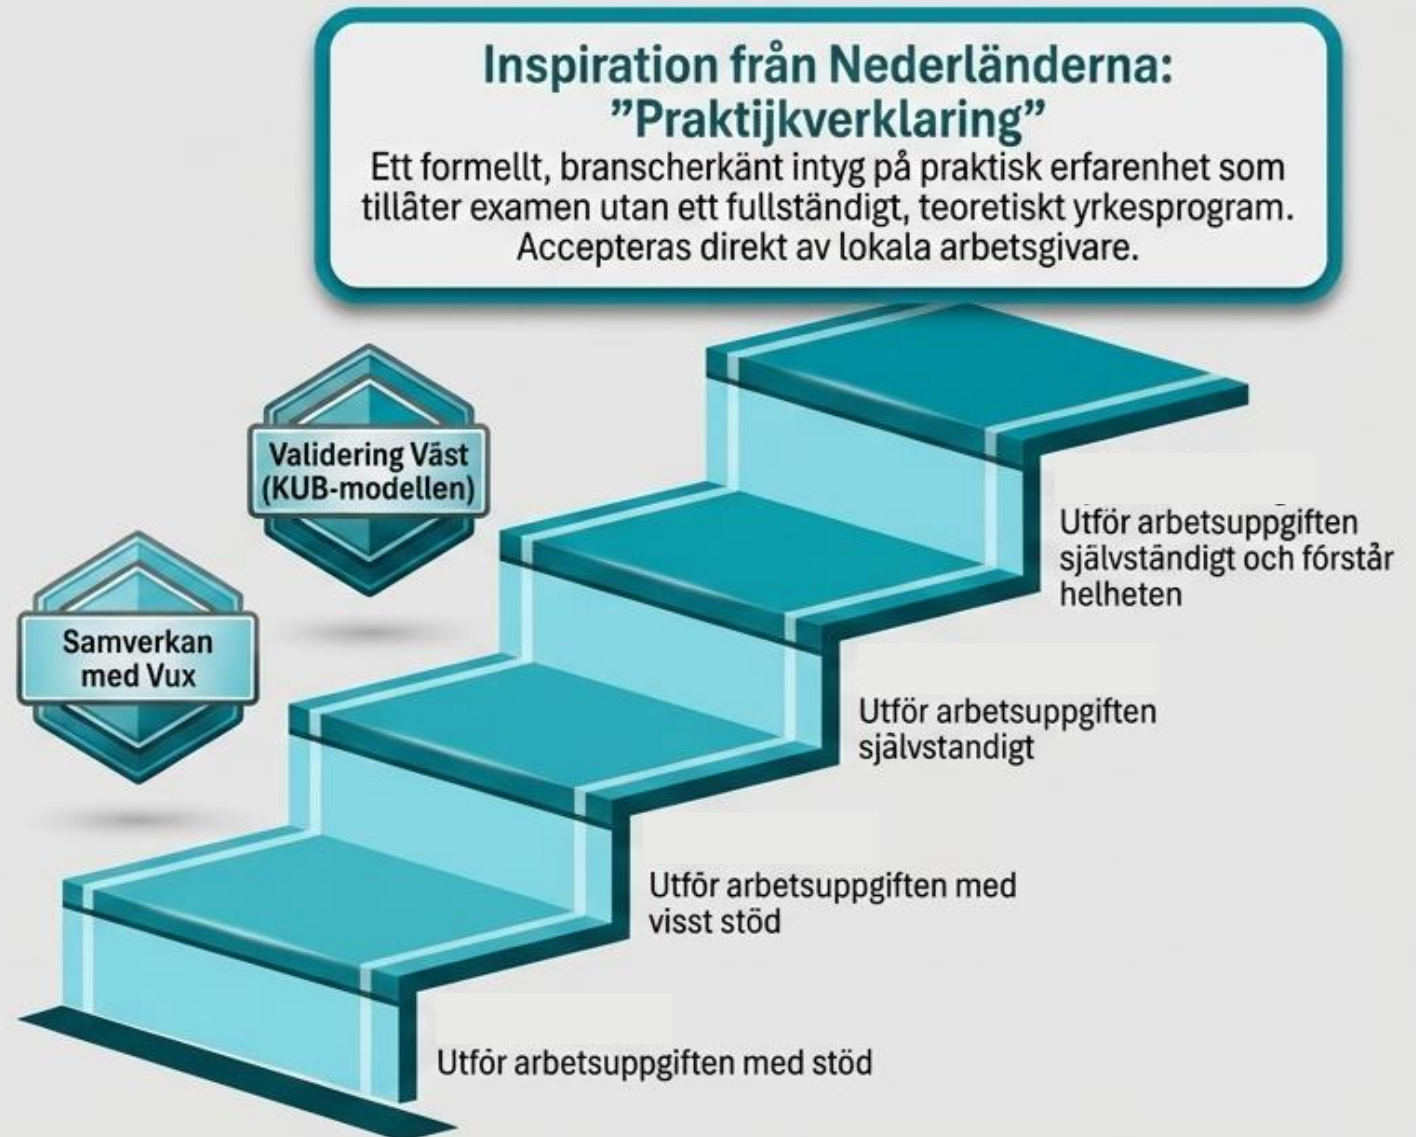 Inspiration från Nederländerna:
”Praktijkverklaring”
Ett formellt, branscherkänt intyg på praktisk erfarenhet som
tillåter examen utan ett fullständigt, teoretiskt yrkesprogram.
Accepteras direkt av lokala arbetsgivare.
Validering Väst
(KUB-modellen)
Samverkan
med Vux
Utför arbetsuppgiften
självständigt och förstår
helheten
Utför arbetsuppgiften
självstandigt
Utför arbetsuppgiften med
visst stöd
Utför arbetsuppgiften med stöd